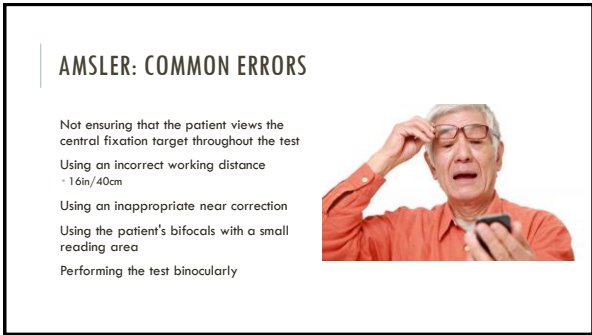 AMSLER: COMMON ERRORS
Not ensuring that the patient views the
central fixation target throughout the test
Using an incorrect working distance
• 16in/40cm
Using an inappropriate near correction
Using the patient's bifocals with a small
reading area
Performing the test binocularly